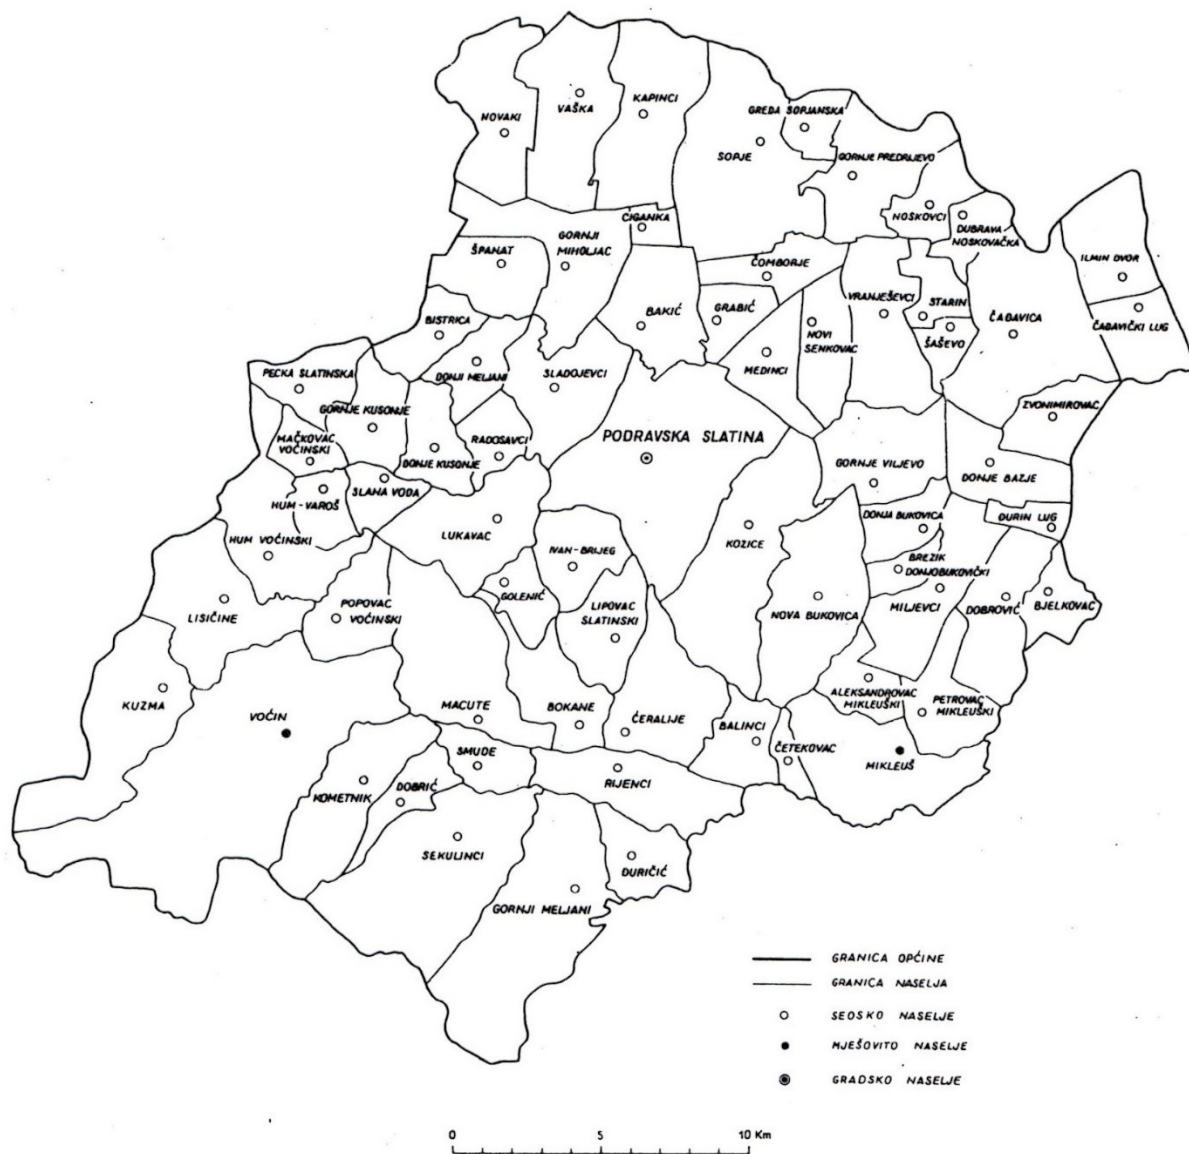 NOVAKI
VAŠKA
KAPINCI
GREDA SOPJANSKA
SOPJE
GORNJE PREDRIJEVO
NOSKOVCI
DUBRAVA
NOSKOVAČKA
CIGANKA
GORNJI
MIHOLJAC
ŠPANAT
ČOMBORJE
ILMIN DVOR
ČAĐAVIČKI LUG
BISTRICA
BAKIĆ
GRABIĆ
VRANJEŠEVCI
STARIN
ŠAŠEVO
ČAĐAVICA
NOVI
SENKOVAC
MEDINCI
PECKA SLATINSKA
DONJI MELJANI
SLADOJEVCI
ZVONIMIROVAC
GORNJE KUSONJE
MAČKOVAC
VOĆINSKI
DONJE KUSONJE
RADOSAVCI
PODRAVSKA SLATINA
GORNJE VILJEVO
DONJE BAZJE
HUM-VAROŠ
SLANA VODA
HUM VOĆINSKI
LUKAVAC
IVAN-BRIJEG
KOZICE
DONJA BUKOVICA
ĐURIN LUG
BREZIK
DONJOBUKOVIČKI
LISIČINE
POPOVAC
VOĆINSKI
GOLENIĆ
LIPOVAC
SLATINSKI
NOVA BUKOVICA
MILJEVCI
DOBROVIĆ
BJELKOVAC
KUZMA
VOĆIN
MACUTE
BOKANE
ĆERALIJE
BALINCI
ČETEKOVAC
ALEKSANDROVAC
MIKLEUŠKI
PETROVAC
MIKLEUŠKI
MIKLEUŠ
SMUDE
KOMETNIK
DOBRIĆ
RIJENCI
SEKULINCI
ĐURIČIĆ
GORNJI MELJANI
GRANICA OPĆINE
GRANICA NASELJA
SEOSKO NASELJE
MJEŠOVITO NASELJE
GRADSKO NASELJE
0 5 10 Km